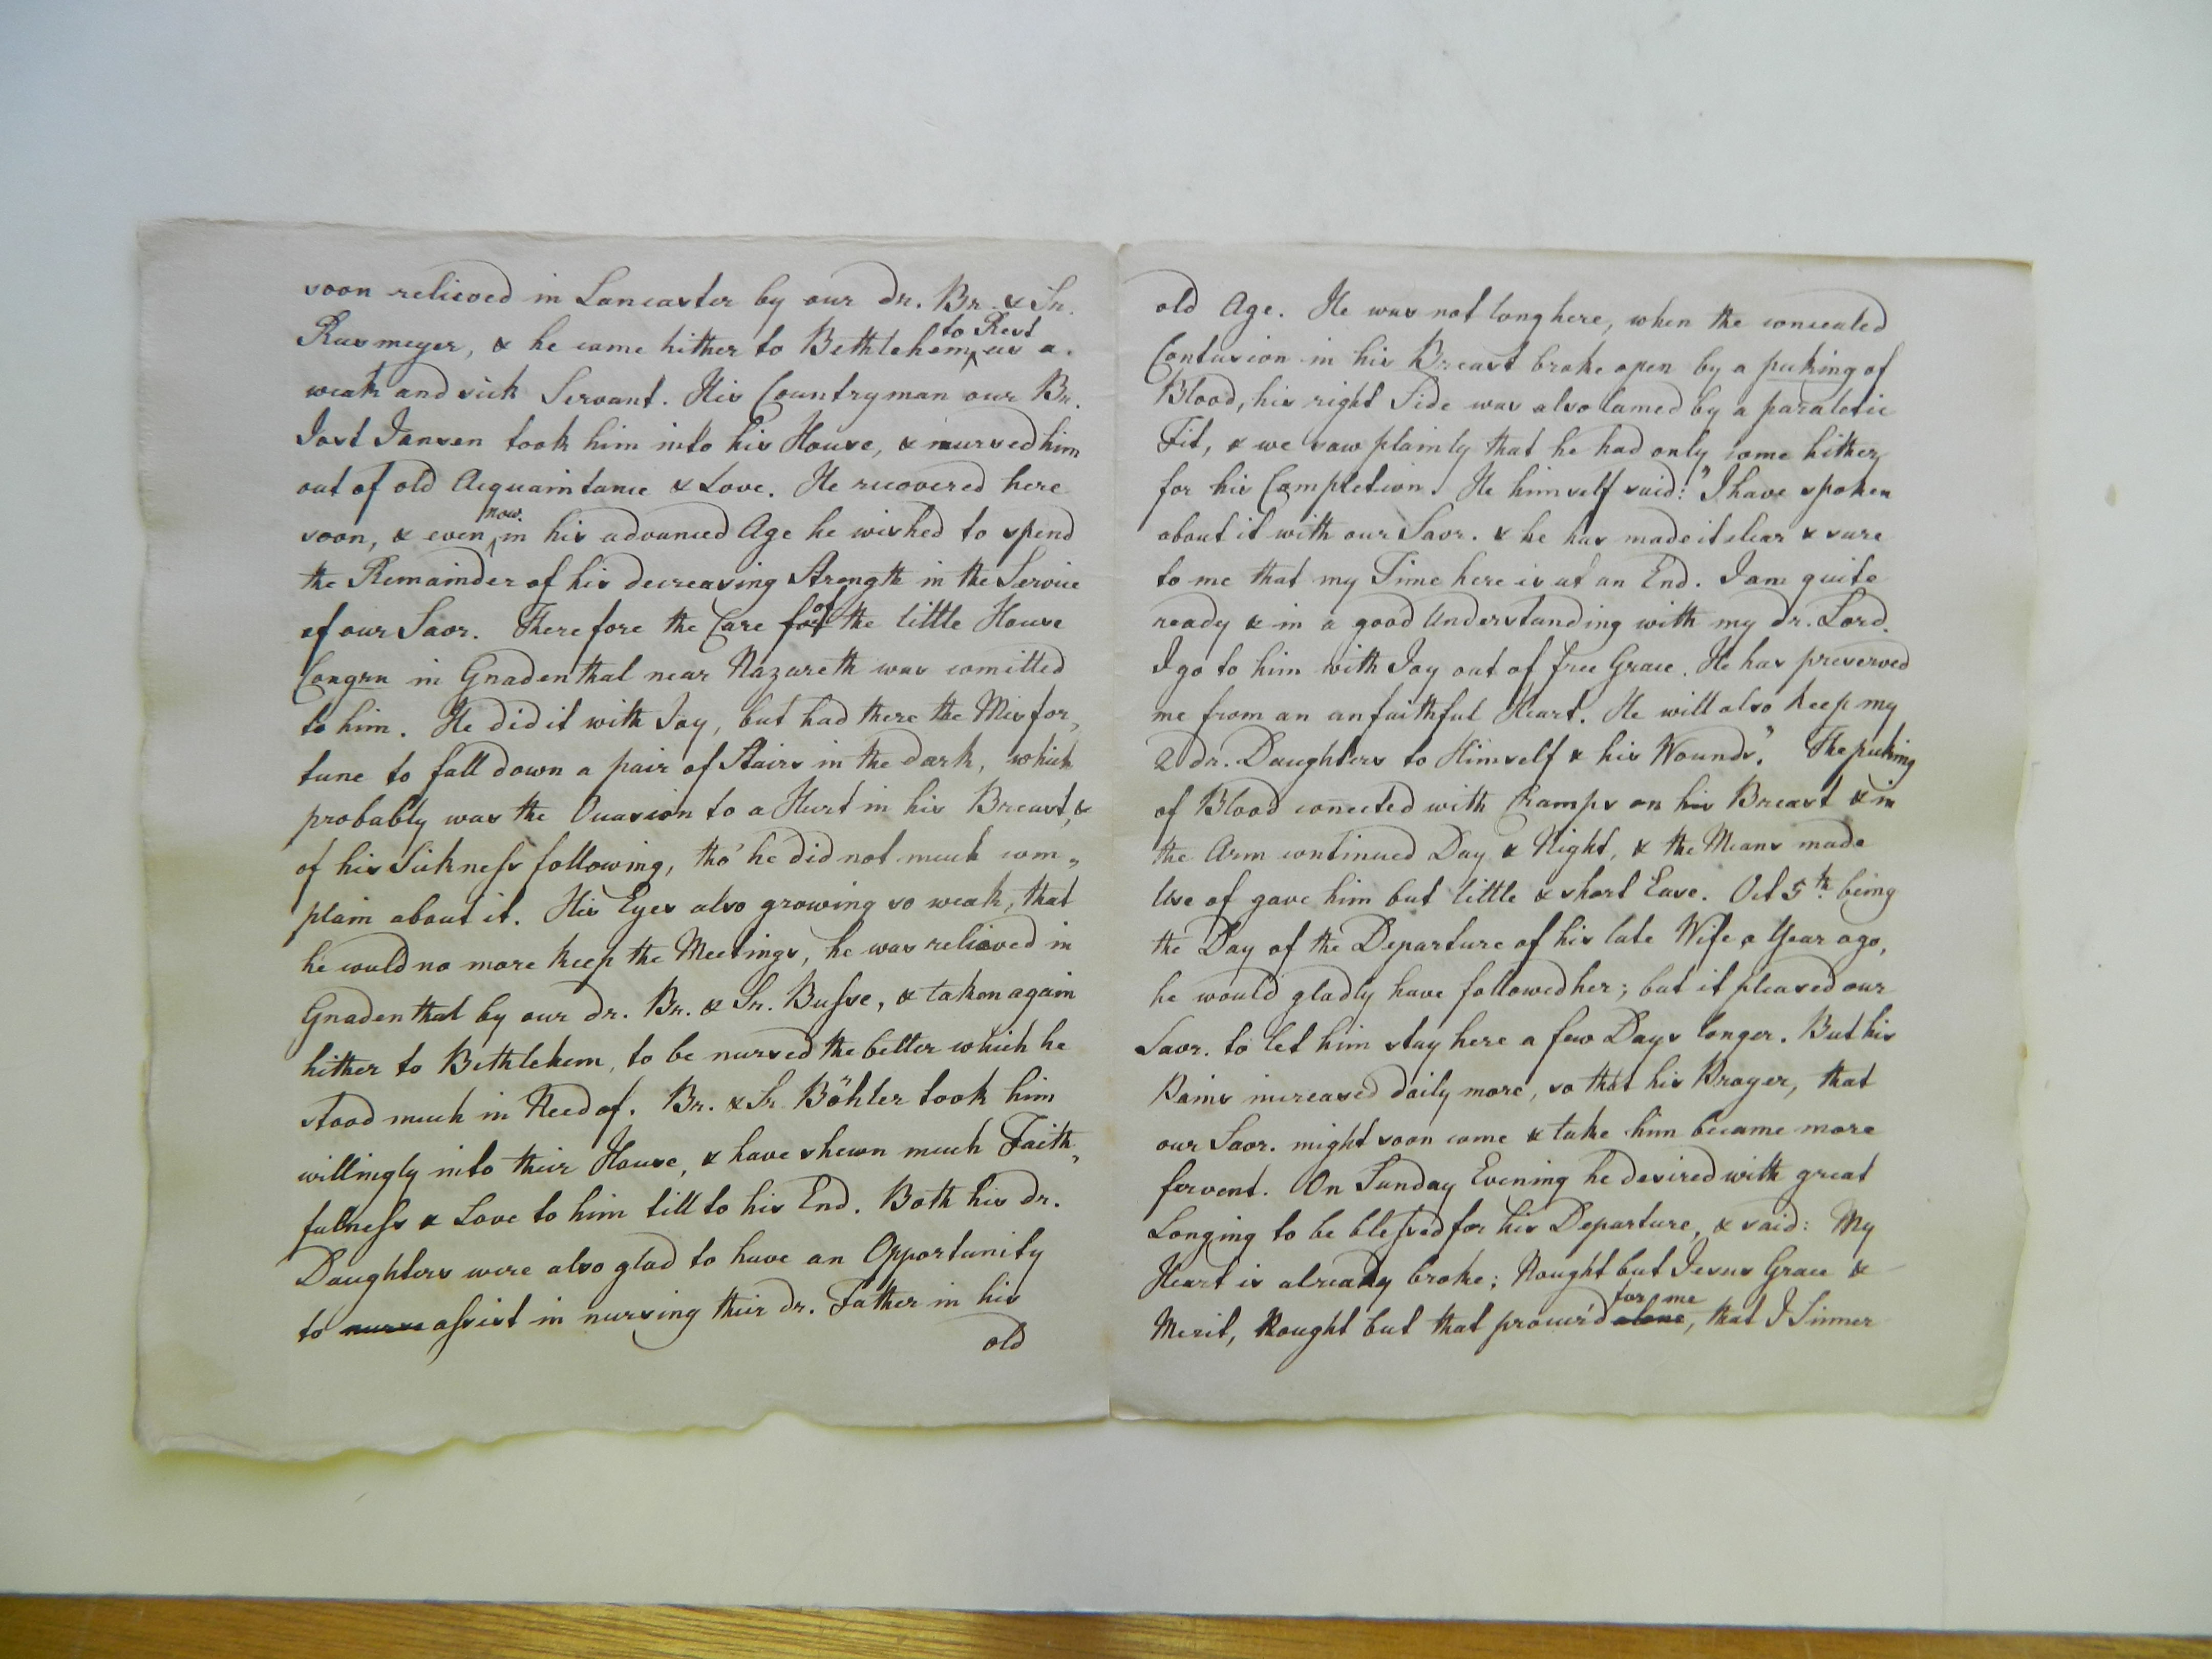 soon relieved in Lancaster by our dr. Br. & Sr.
Rusmeyer, & he came hither to Bethlehem to Rest as a
weak and sick Servant. His Countryman our Br.
Jost Jansen took him into his House, & nursed him
out of old Acquaintance & Love. He recovered here
soon, & even now in his advanced Age he wished to spend
the Remainder of his decreasing Strength in the Service
of our Savr. Therefore the Care for of the little House
Congrn in Gnadenthal near Nazareth was comitted
to him. He did it with Joy, but had there the Misfor„
tune to fall down a pair of Stairs in the dark, which
probably was the Occasion to a Hurt in his Breast, &
of his Sickness following, tho' he did not much com„
plain about it. His Eyes also growing so weak, that
he could no more keep the Meetings, he was relieved in
Gnadenthal by our dr. Br. & Sr. Busse, & taken again
hither to Bethlehem, to be nursed the better which he
stood much in Need of. Br. & Sr. Böhler took him
willingly into their House, & have shewn much Faith„
fulness & Love to him till to his End. Both his dr.
Daughters were also glad to have an Opportunity
to nurse assist in nursing their dr. Father in his
old
old Age. He was not long here, when the concealed
Contusion in his Breast broke open by a puking of
Blood, his right Side was also lamed by a paraletic
Fit, & we saw plainly that he had only come hither
for his Completion. He himself said: "I have spoken
about it with our Savr. & he has made it clear & sure
to me that my Time here is at an End. I am quite
ready & in a good Understanding with my dr. Lord.
I go to him with Joy out of free Grace. He has preserved
me from an unfaithful Heart. He will also keep my
2 dr. Daughters to Himself & his Wounds." The puking
of Blood conected with Cramps on his Breast & in
the Arm continued Day & Night, & the Means made
Use of gave him but little & short Ease. Oct 5th. being
the Day of the Departure of his late Wife a Year ago,
he would gladly have followed her; but it pleased our
Savr. to let him stay here a few Days longer. But his
Pains increased daily more, so that his Prayer, that
our Savr. might soon come & take him became more
fervent. On Sunday Evening he desired with great
Longing to be blessed for his Departure, & said: My
Heart is already broke; Nought but Jesus Grace &
Merit, Nought but that procur'd alone for me, that I Sinner